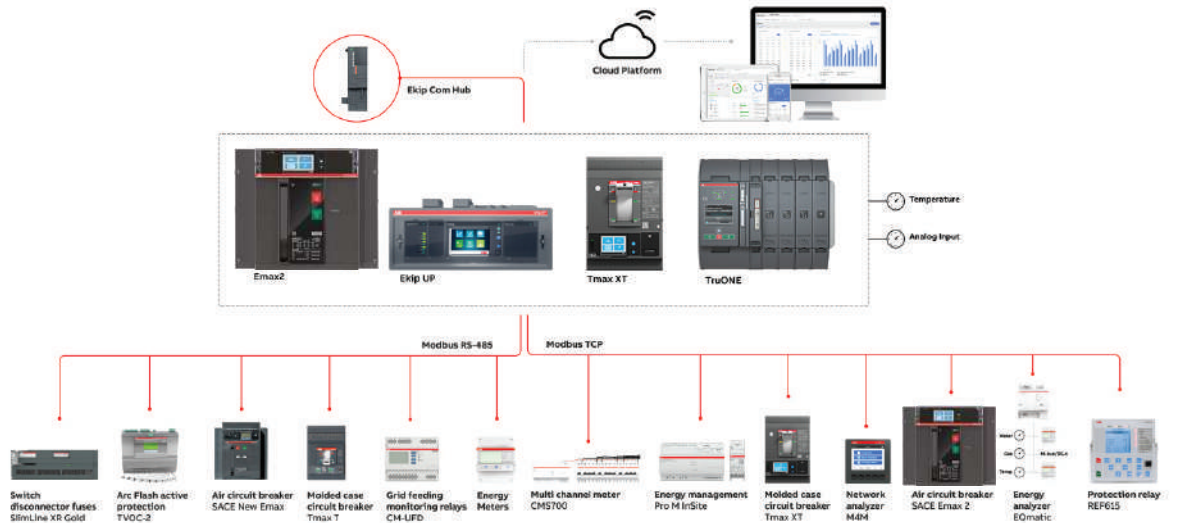 Cloud Platform
Ekip Com Hub
Temperature
Analog Input
Emax2
Ekip UP
Tmax XT
TruONE
Modbus RS-485
Modbus TCP
Switch
disconnector fuses
SlimLine XR Gold
Arc Flash active
protection
TVOC-2
Air circuit breaker
SACE New Emax
Molded case
circuit breaker
Tmax T
Grid feeding
monitoring relays
CM-UFD
Energy
Meters
Multi channel meter
CMS700
Energy management
Pro M InSite
Molded case
circuit breaker
Tmax XT
Network
analyzer
M4M
Air circuit breaker
SACE Emax 2
Water
Gas
Temp
Energy
analyzer
EQmatic
Protection relay
REF615
ABB